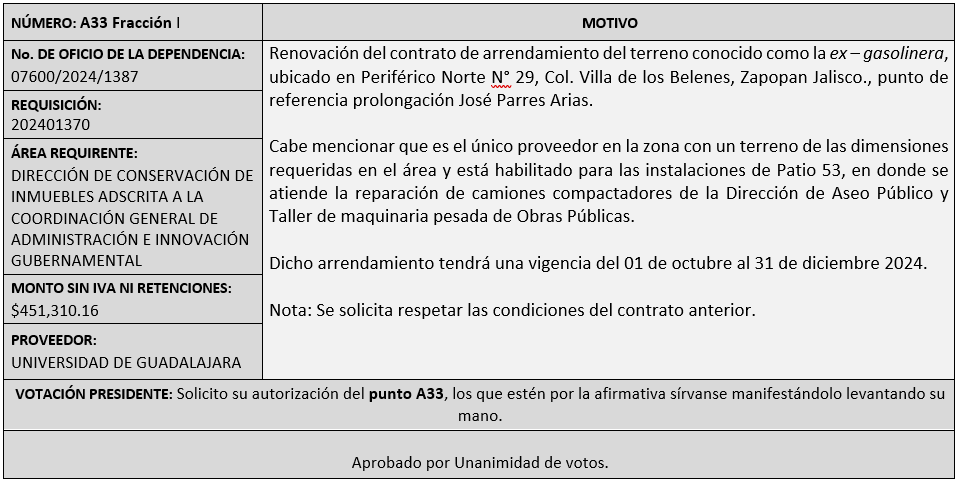 NÚMERO: A33 Fracción I
No. DE OFICIO DE LA DEPENDENCIA:
07600/2024/1387
REQUISICIÓN:
202401370
ÁREA REQUIRENTE:
DIRECCIÓN DE CONSERVACIÓN DE
INMUEBLES ADSCRITA A LA
COORDINACIÓN GENERAL DE
ADMINISTRACIÓN E INNOVACIÓN
GUBERNAMENTAL
MONTO SIN IVA NI RETENCIONES:
$451,310.16
PROVEEDOR:
UNIVERSIDAD DE GUADALAJARA
MOTIVO
Renovación del contrato de arrendamiento del terreno conocido como la ex – gasolinera,
ubicado en Periférico Norte N° 29, Col. Villa de los Belenes, Zapopan Jalisco., punto de
referencia prolongación José Parres Arias.
Cabe mencionar que es el único proveedor en la zona con un terreno de las dimensiones
requeridas en el área y está habilitado para las instalaciones de Patio 53, en donde se
atiende la reparación de camiones compactadores de la Dirección de Aseo Público y
Taller de maquinaria pesada de Obras Públicas.
Dicho arrendamiento tendrá una vigencia del 01 de octubre al 31 de diciembre 2024.
Nota: Se solicita respetar las condiciones del contrato anterior.
VOTACIÓN PRESIDENTE: Solicito su autorización del punto A33, los que estén por la afirmativa sírvanse manifestándolo levantando su
mano.
Aprobado por Unanimidad de votos.